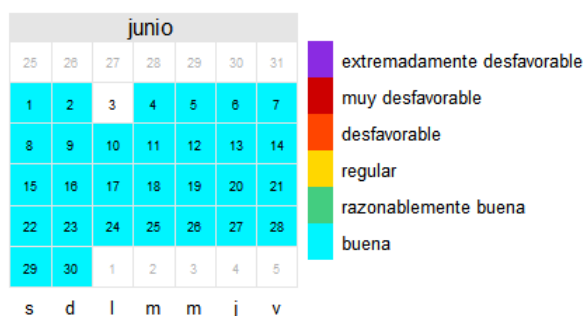 junio
25 26 27 28 29 30 31
1 2 3 4 5 6 7
8 9 10 11 12 13 14
15 16 17 18 19 20 21
22 23 24 25 26 27 28
29 30 1 2 3 4 5
s d l m m j v
extremadamente desfavorable
muy desfavorable
desfavorable
regular
razonablemente buena
buena